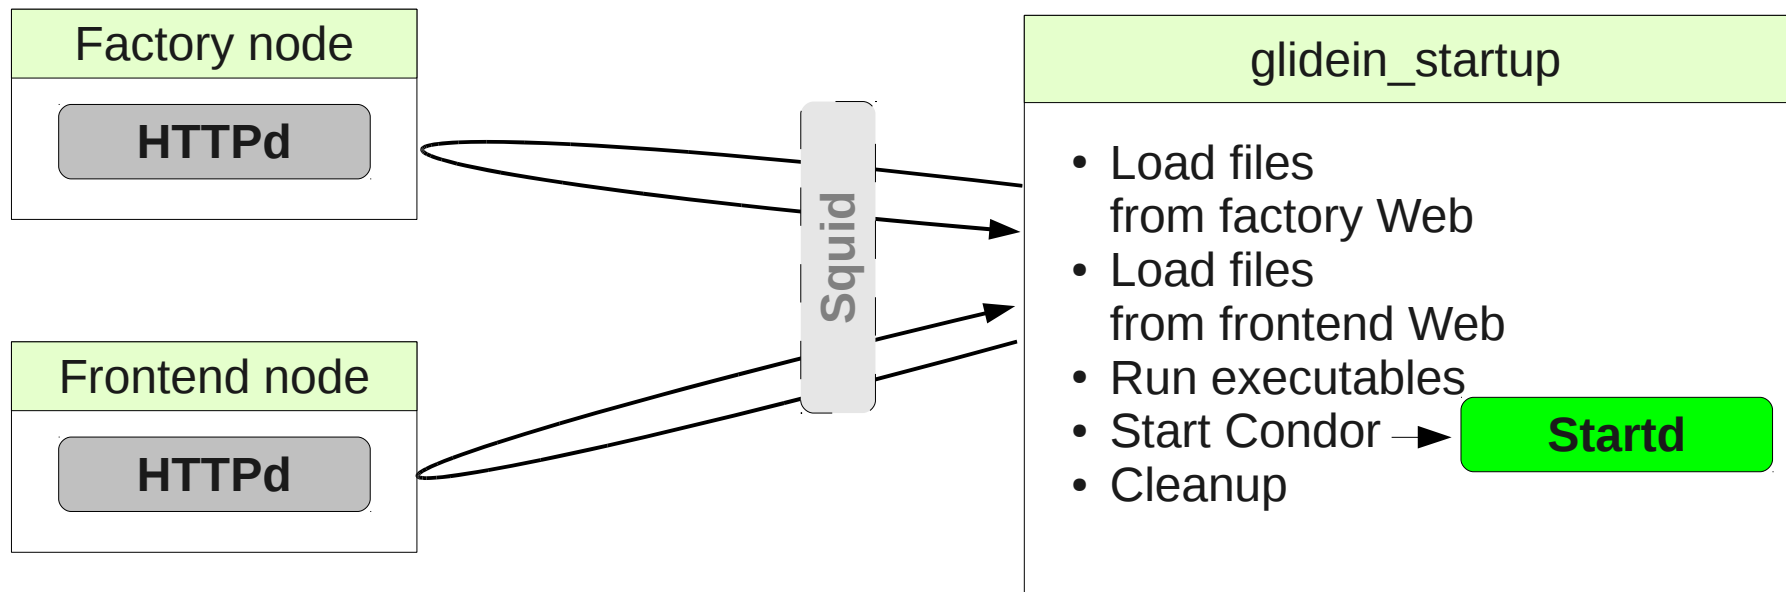 Factory node
HTTPd
Frontend node
HTTPd
Squid
glidein_startup
• Load files
from factory Web
• Load files
from frontend Web
• Run executables
• Start Condor
Startd
• Cleanup